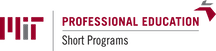 MIT
PROFESSIONAL EDUCATION
Short Programs